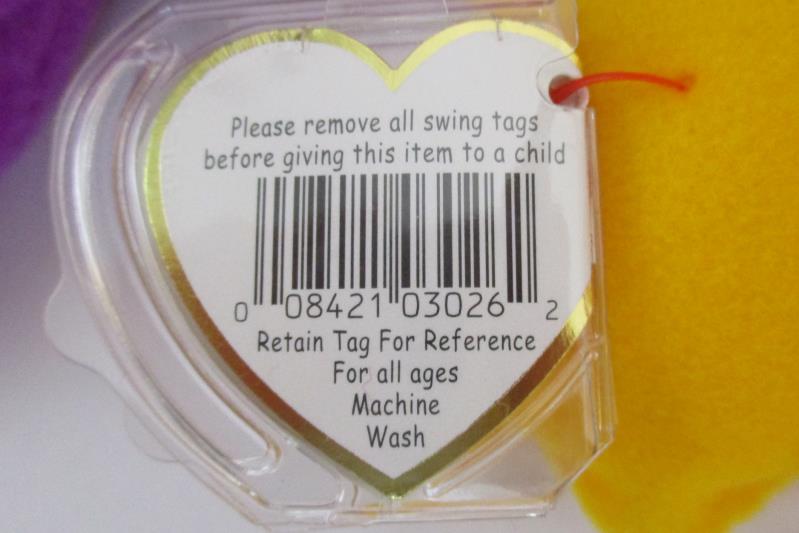 Please remove all swing tags
before giving this item to a child
0 08421 03026 2
Retain Tag For Reference
For all ages
Machine
Wash